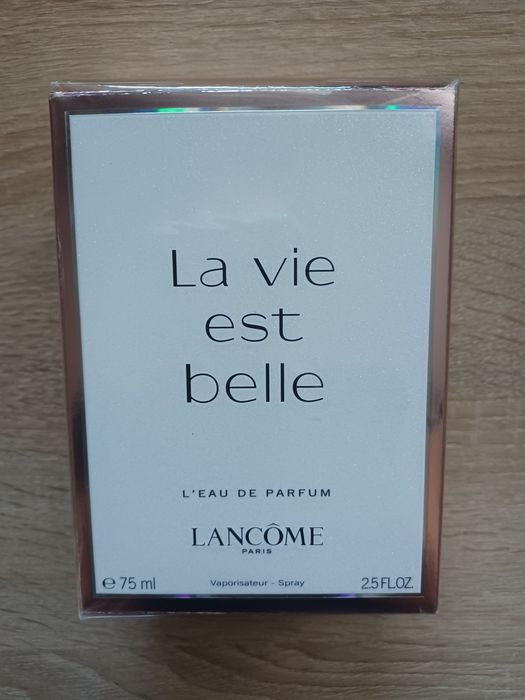 La vie
est
belle
L'EAU DE PARFUM
LANCÔME
PARIS
℮ 75 ml Vaporisateur - Spray 2.5 FL.OZ.